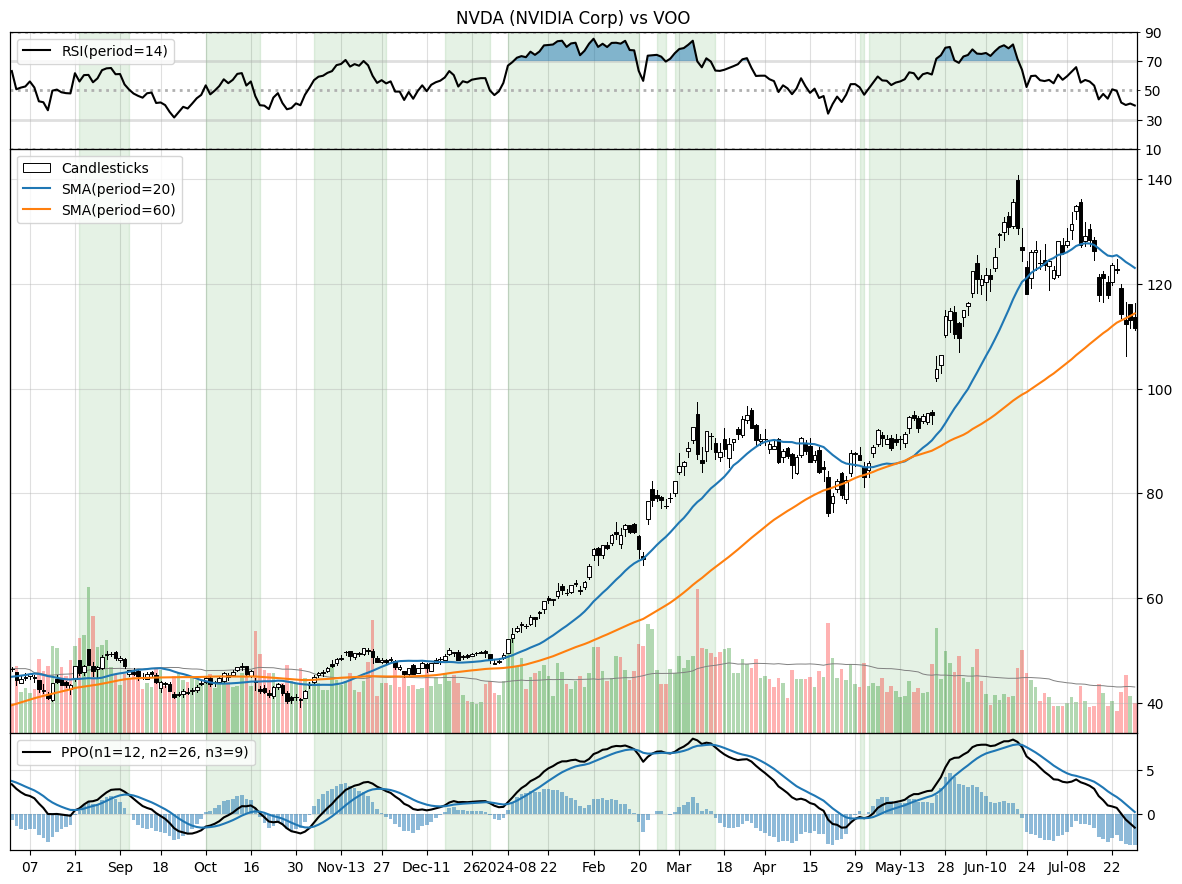 NVDA (NVIDIA Corp) vs VOO
RSI(period=14)
90
70
50
30
10
Candlesticks
SMA(period=20)
SMA(period=60)
140
120
100
80
60
40
PPO(n1=12, n2=26, n3=9)
5
0
07 21 Sep 18 Oct 16 30 Nov-13 27 Dec-11 26 2024-08 22 Feb 20 Mar 18 Apr 15 29 May-13 28 Jun-10 24 Jul-08 22